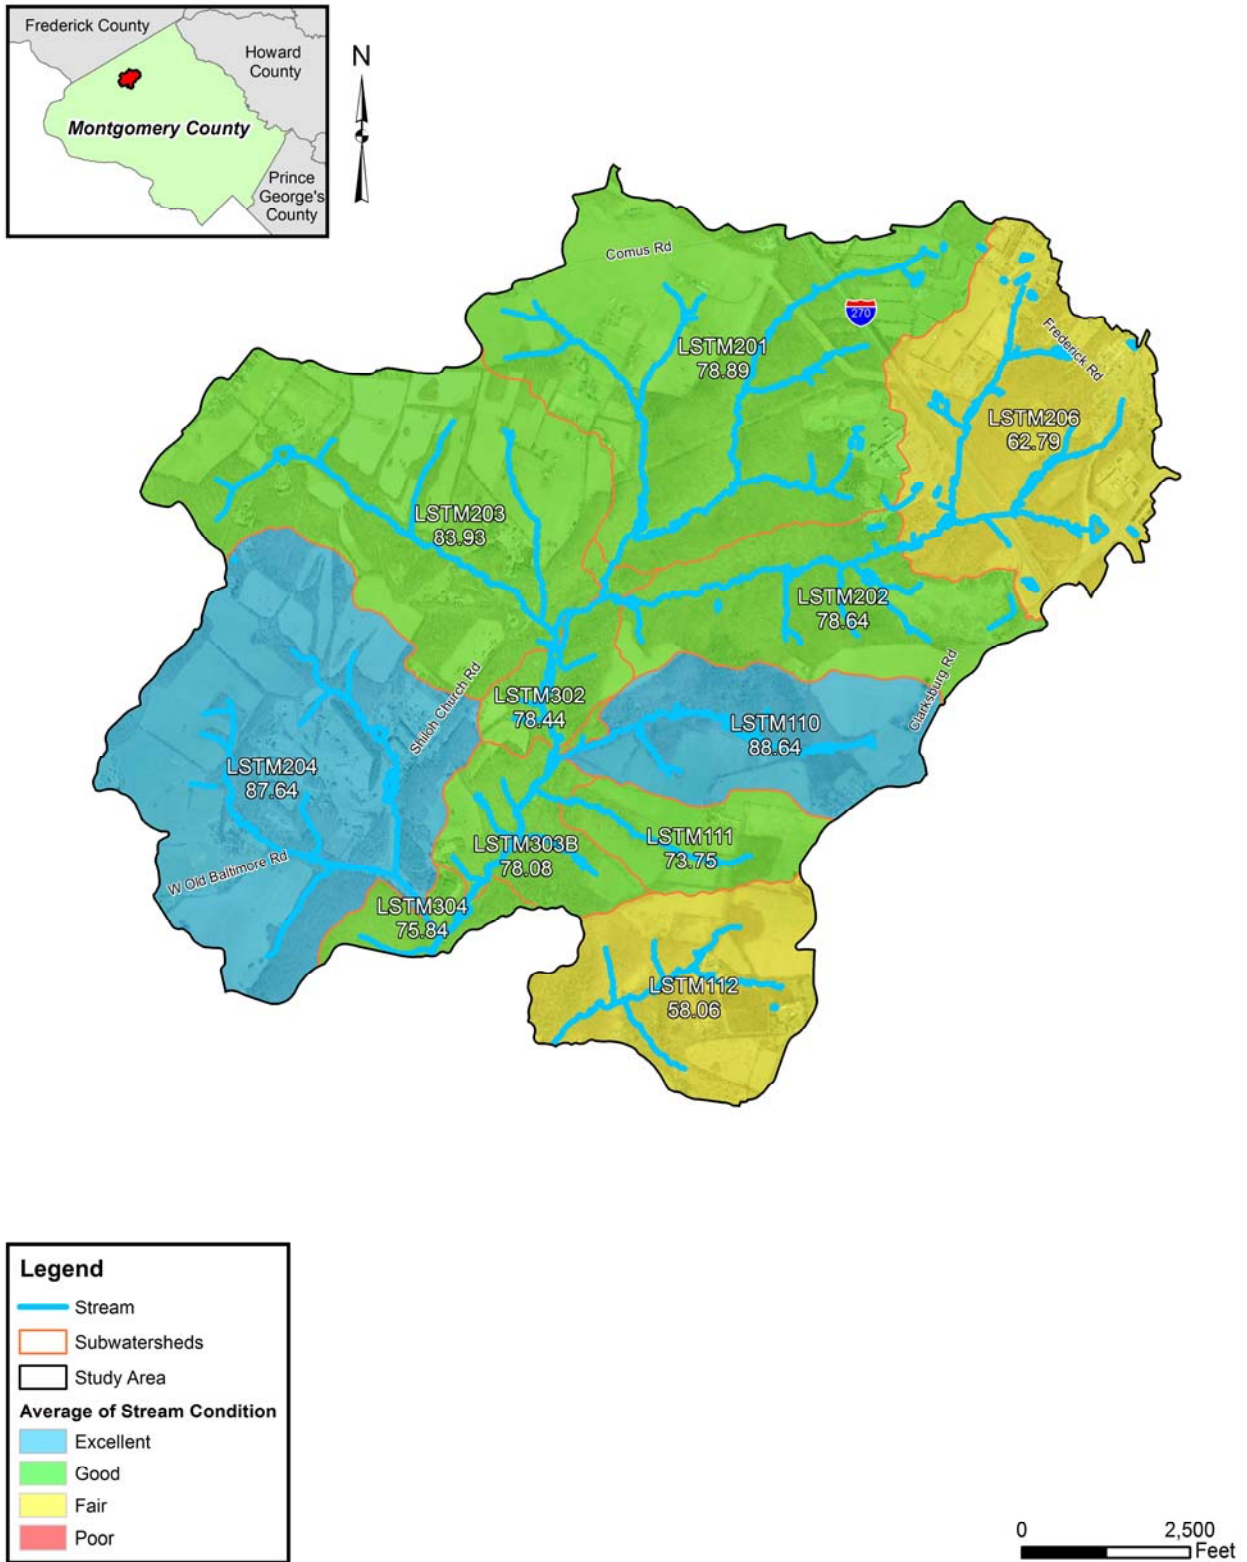 Frederick County
Howard
County
Montgomery County
Prince
George's
County
N
Comus Rd
270
LSTM201
78.89
Frederick Rd
LSTM206
62.79
LSTM203
83.93
LSTM202
78.64
Shiloh Church Rd
Clarksburg Rd
LSTM302
78.44
LSTM110
88.64
LSTM204
87.64
LSTM303B
78.08
LSTM111
73.75
W Old Baltimore Rd
LSTM304
75.84
LSTM112
58.06
Legend
Stream
Subwatersheds
Study Area
Average of Stream Condition
Excellent
Good
Fair
Poor
0 2,500
Feet